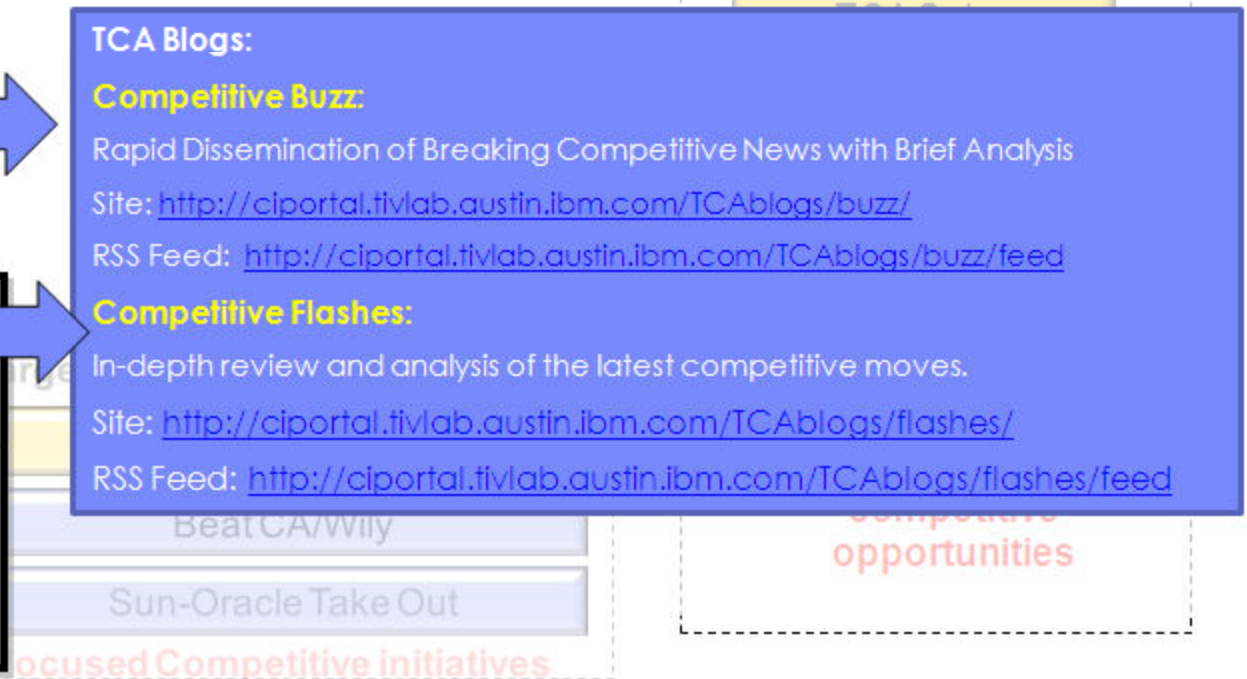 TCA Blogs:
Competitive Buzz:
Rapid Dissemination of Breaking Competitive News with Brief Analysis
Site: http://ciportal.tivlab.austin.ibm.com/TCAblogs/buzz/
RSS Feed: http://ciportal.tivlab.austin.ibm.com/TCAblogs/buzz/feed
Competitive Flashes:
In-depth review and analysis of the latest competitive moves.
Site: http://ciportal.tivlab.austin.ibm.com/TCAblogs/flashes/
RSS Feed: http://ciportal.tivlab.austin.ibm.com/TCAblogs/flashes/feed
Beat CA/Wily
Sun-Oracle Take Out
ocused Competitive initiatives
competitive
opportunities